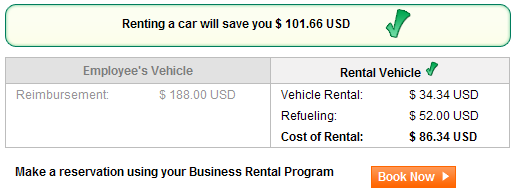 Renting a car will save you $ 101.66 USD
Employee's Vehicle
Rental Vehicle
Reimbursement: $ 188.00 USD
Vehicle Rental: $ 34.34 USD
Refueling: $ 52.00 USD
Cost of Rental: $ 86.34 USD
Make a reservation using your Business Rental Program
Book Now